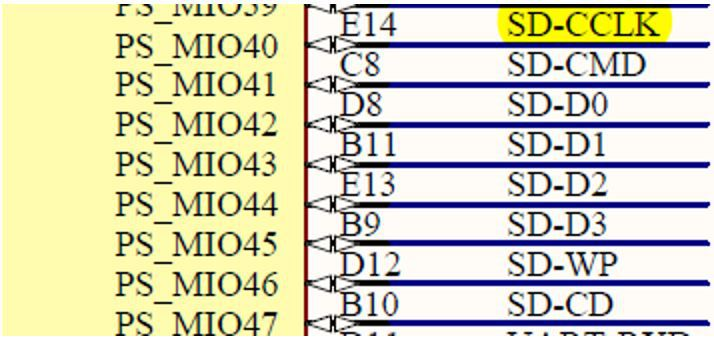 PS_MIO39
E14 SD-CCLK
PS_MIO40
C8 SD-CMD
PS_MIO41
D8 SD-D0
PS_MIO42
B11 SD-D1
PS_MIO43
E13 SD-D2
PS_MIO44
B9 SD-D3
PS_MIO45
D12 SD-WP
PS_MIO46
B10 SD-CD
PS_MIO47